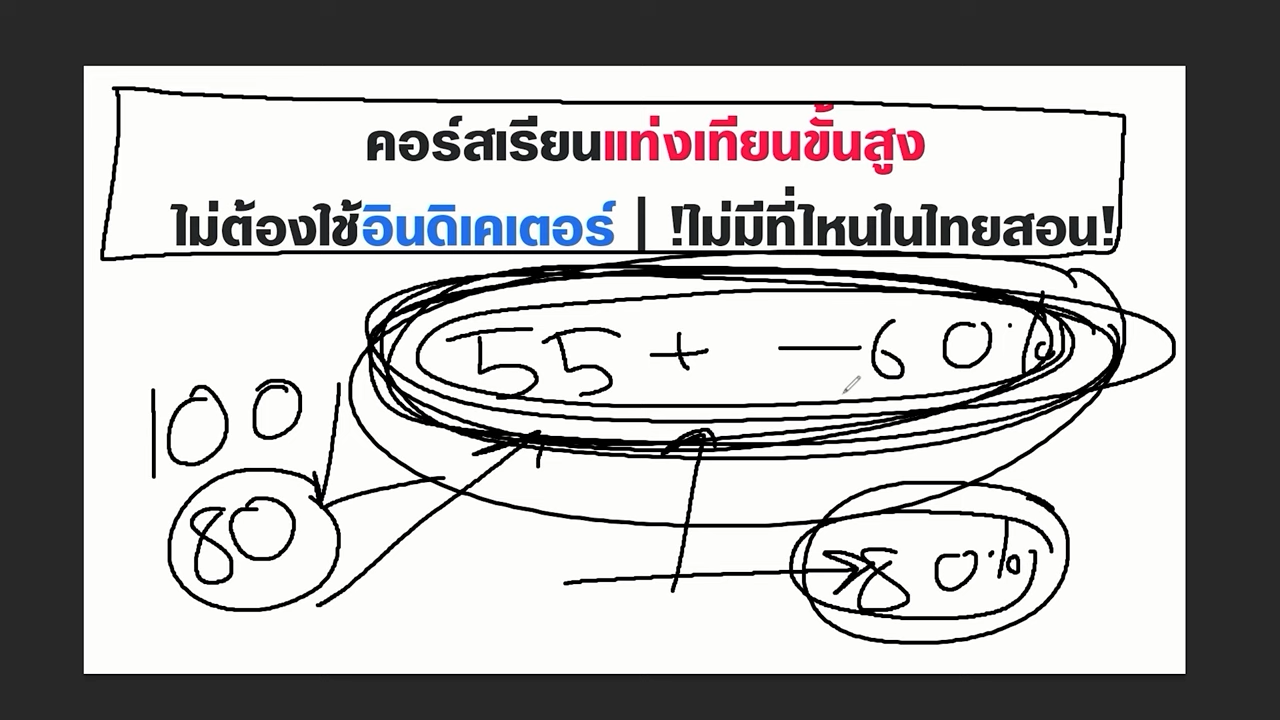 คอร์สเรียนแท่งเทียนขั้นสูง
ไม่ต้องใช้อินดิเคเตอร์ | !ไม่มีที่ไหนในไทยสอน!
55 + - 60%
100
80
80%